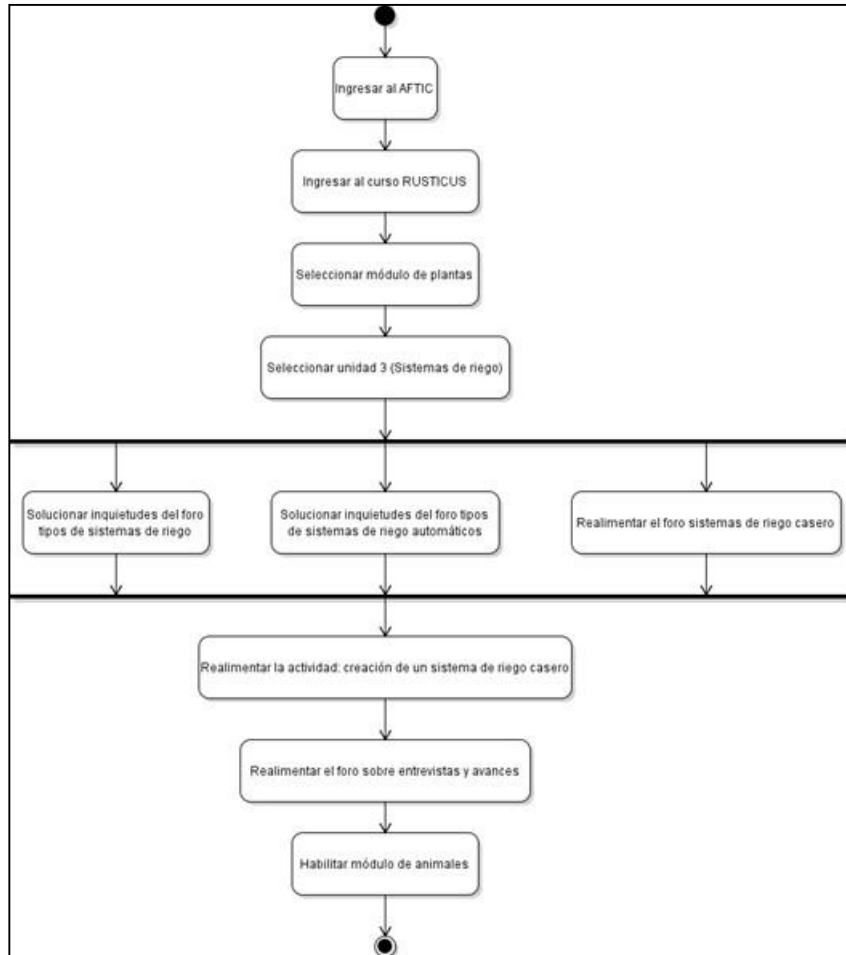 Ingresar al AFTIC
Ingresar al curso RUSTICUS
Seleccionar módulo de plantas
Seleccionar unidad 3 (Sistemas de riego)
Solucionar inquietudes del foro
tipos de sistemas de riego
Solucionar inquietudes del foro tipos
de sistemas de riego automáticos
Realimentar el foro sistemas de riego casero
Realimentar la actividad: creación de un sistema de riego casero
Realimentar el foro sobre entrevistas y avances
Habilitar módulo de animales